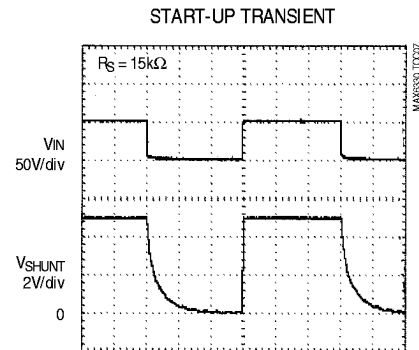 START-UP TRANSIENT
RS = 15kΩ
MAX6330 TOC07
VIN
50V/div
VSHUNT
2V/div
0